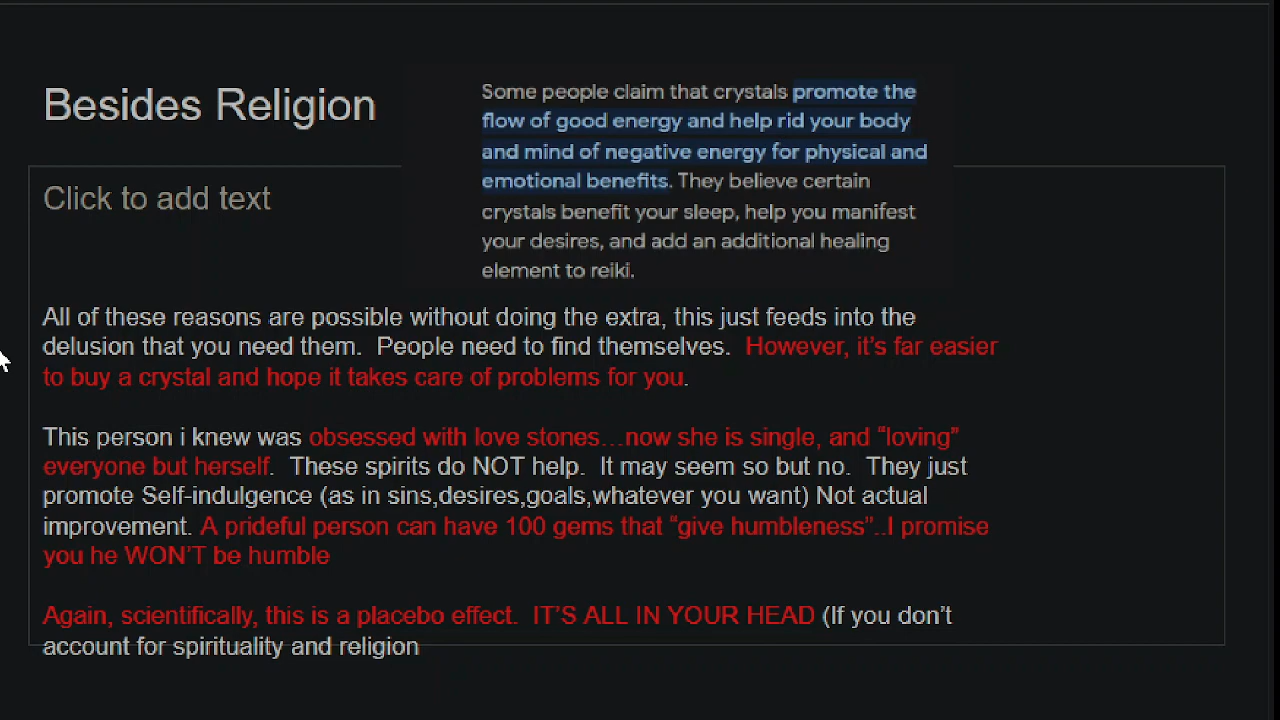 Besides Religion
Some people claim that crystals promote the
flow of good energy and help rid your body
and mind of negative energy for physical and
emotional benefits. They believe certain
crystals benefit your sleep, help you manifest
your desires, and add an additional healing
element to reiki.
Click to add text
All of these reasons are possible without doing the extra, this just feeds into the
delusion that you need them.  People need to find themselves.  However, it's far easier
to buy a crystal and hope it takes care of problems for you.
This person i knew was obsessed with love stones…now she is single, and “loving”
everyone but herself.  These spirits do NOT help.  It may seem so but no.  They just
promote Self-indulgence (as in sins,desires,goals,whatever you want) Not actual
improvement. A prideful person can have 100 gems that “give humbleness”..I promise
you he WON'T be humble
Again, scientifically, this is a placebo effect.  IT'S ALL IN YOUR HEAD (If you don't
account for spirituality and religion